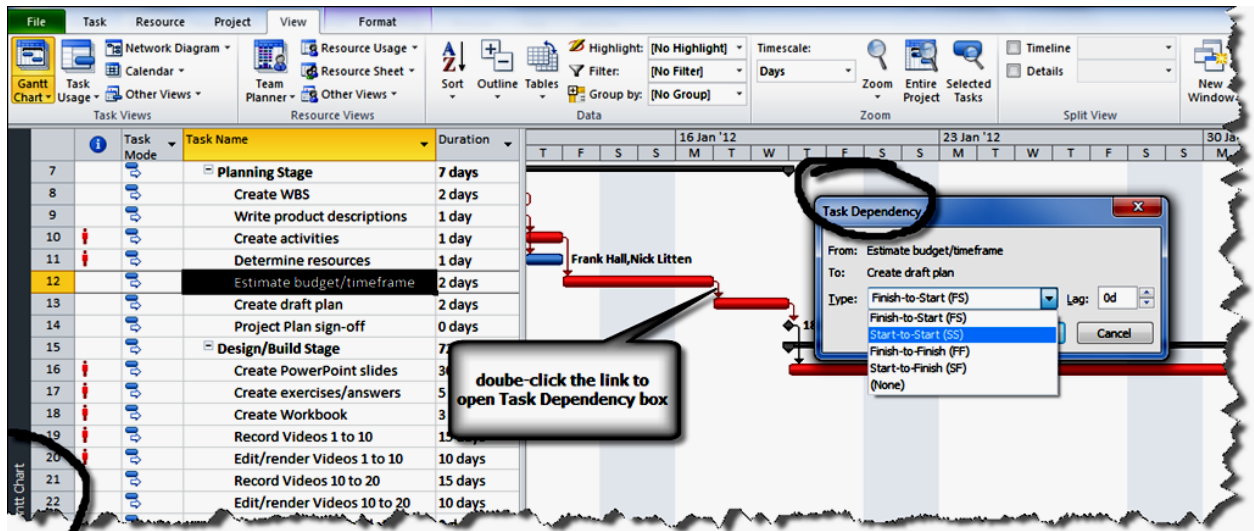 File Task Resource Project View Format
Network Diagram
Calendar
Other Views
Gantt Chart
Task Usage
Task Views
Team Planner
Resource Usage
Resource Sheet
Other Views
Resource Views
Sort
Outline
Tables
Highlight: [No Highlight]
Filter: [No Filter]
Group by: [No Group]
Data
Timescale:
Days
Zoom
Entire Project
Selected Tasks
Zoom
Timeline
Details
Split View
New Window
Task Mode Task Name Duration
16 Jan '12 23 Jan '12
T F S S M T W T F S S M T W T F S S M
7 Planning Stage 7 days
8 Create WBS 2 days
9 Write product descriptions 1 day
10 Create activities 1 day
11 Determine resources 1 day
12 Estimate budget/timeframe 2 days
13 Create draft plan 2 days
14 Project Plan sign-off 0 days
15 Design/Build Stage
16 Create PowerPoint slides
17 Create exercises/answers
18 Create Workbook
19 Record Videos 1 to 10
20 Edit/render Videos 1 to 10 10 days
21 Record Videos 10 to 20 15 days
22 Edit/render Videos 10 to 20 10 days
Frank Hall,Nick Litten
doube-click the link to
open Task Dependency box
Task Dependency
From: Estimate budget/timeframe
To: Create draft plan
Type: Finish-to-Start (FS) Lag: 0d
Finish-to-Start (FS)
Start-to-Start (SS)
Finish-to-Finish (FF)
Start-to-Finish (SF)
(None)
Cancel